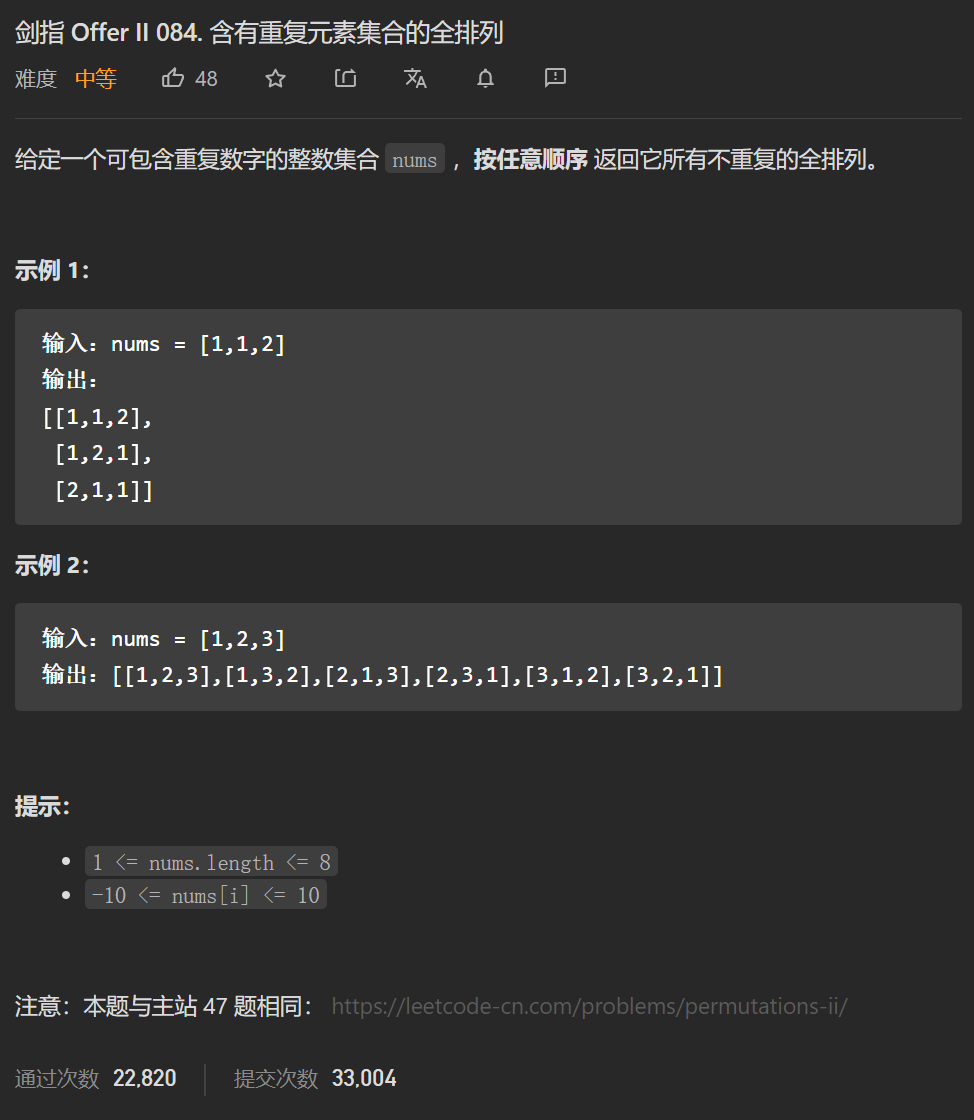 剑指 Offer II 084. 含有重复元素集合的全排列
难度 中等 48
给定一个可包含重复数字的整数集合 nums ，按任意顺序 返回它所有不重复的全排列。
示例 1：
输入：nums = [1,1,2]
输出：
[[1,1,2],
[1,2,1],
[2,1,1]]
示例 2：
输入：nums = [1,2,3]
输出：[[1,2,3],[1,3,2],[2,1,3],[2,3,1],[3,1,2],[3,2,1]]
提示：
1 <= nums.length <= 8
-10 <= nums[i] <= 10
注意：本题与主站 47 题相同： https://leetcode-cn.com/problems/permutations-ii/
通过次数 22,820 提交次数 33,004